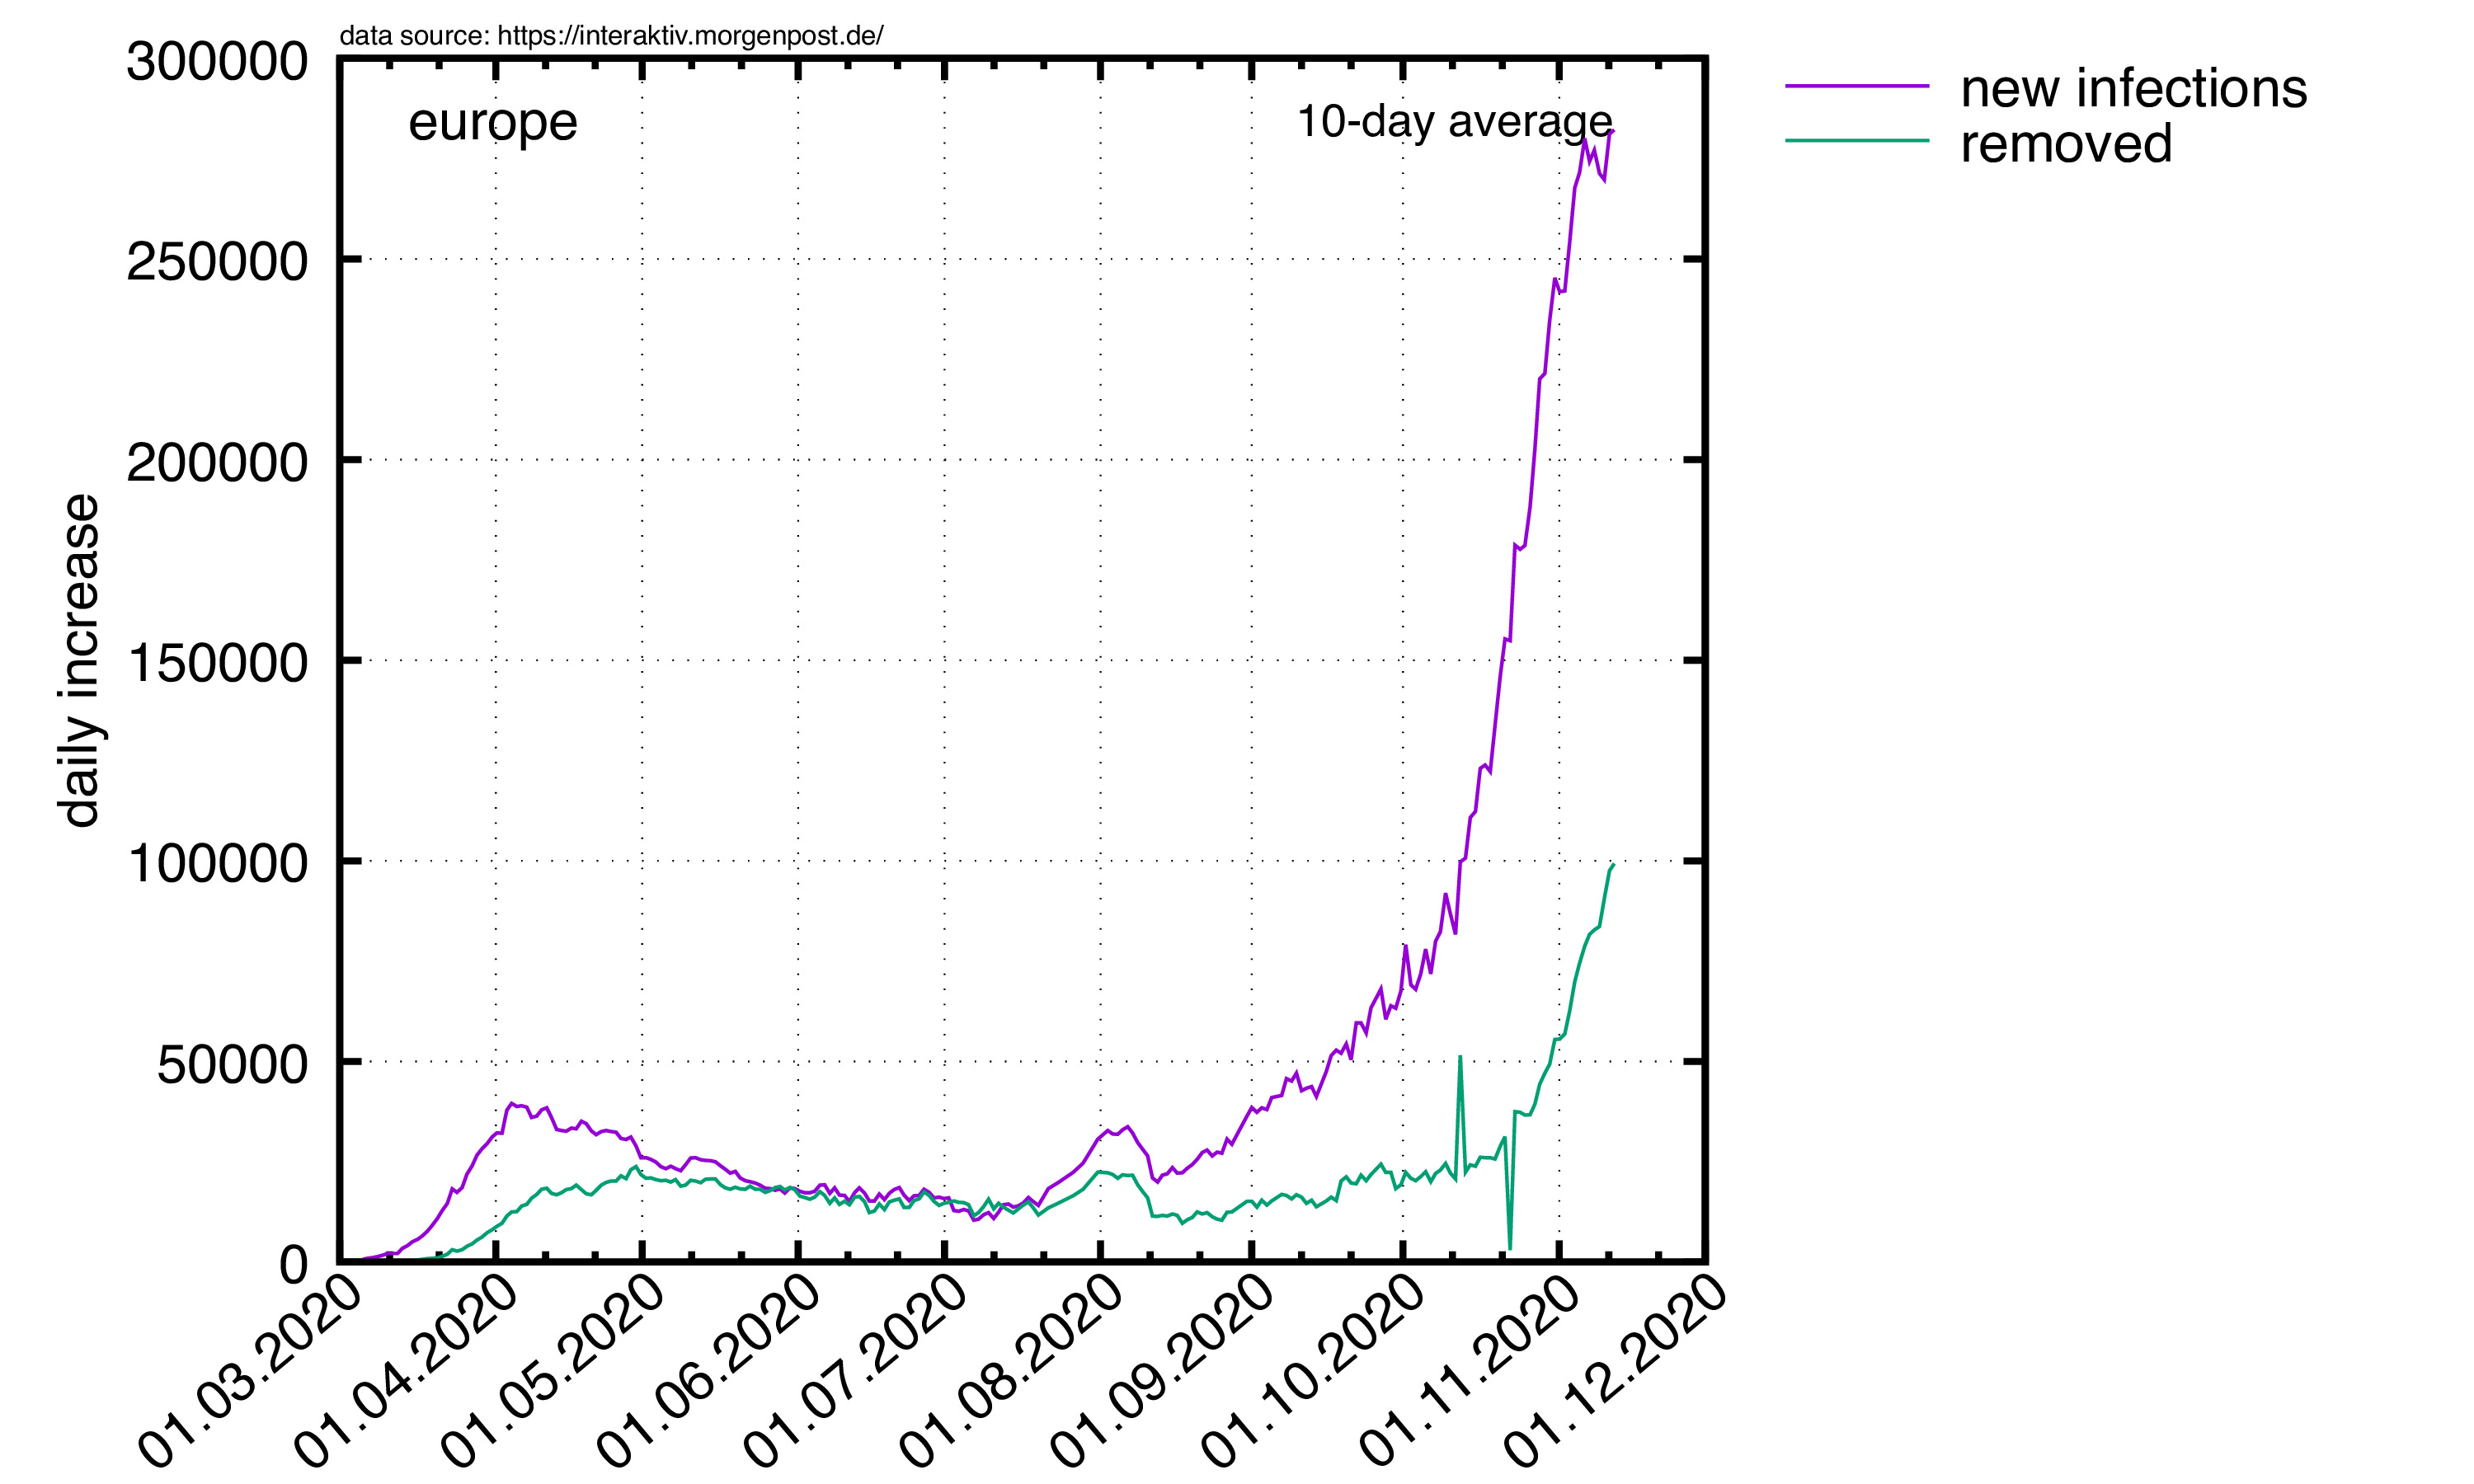 data source: https://interaktiv.morgenpost.de/
300000
250000
200000
150000
100000
50000
0
daily increase
europe
10-day average
new infections
removed
01.03.2020
01.04.2020
01.05.2020
01.06.2020
01.07.2020
01.08.2020
01.09.2020
01.10.2020
01.11.2020
01.12.2020